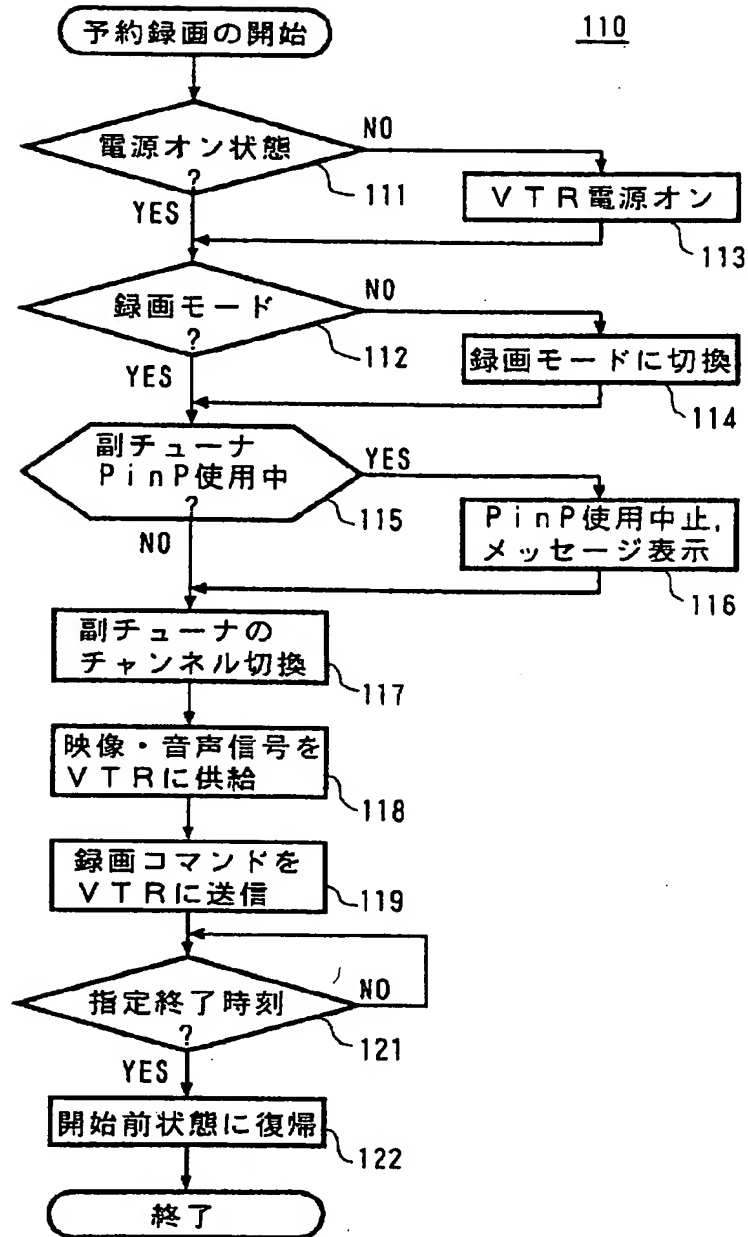 予約録画の開始
110
電源オン状態
?
NO
YES
111
VTR電源オン
113
録画モード
?
NO
YES
112
録画モードに切換
114
副チューナ
PinP使用中
?
YES
NO
115
PinP使用中止,
メッセージ表示
116
副チューナの
チャンネル切換
117
映像・音声信号を
VTRに供給
118
録画コマンドを
VTRに送信
119
指定終了時刻
?
NO
YES
121
開始前状態に復帰
122
終了